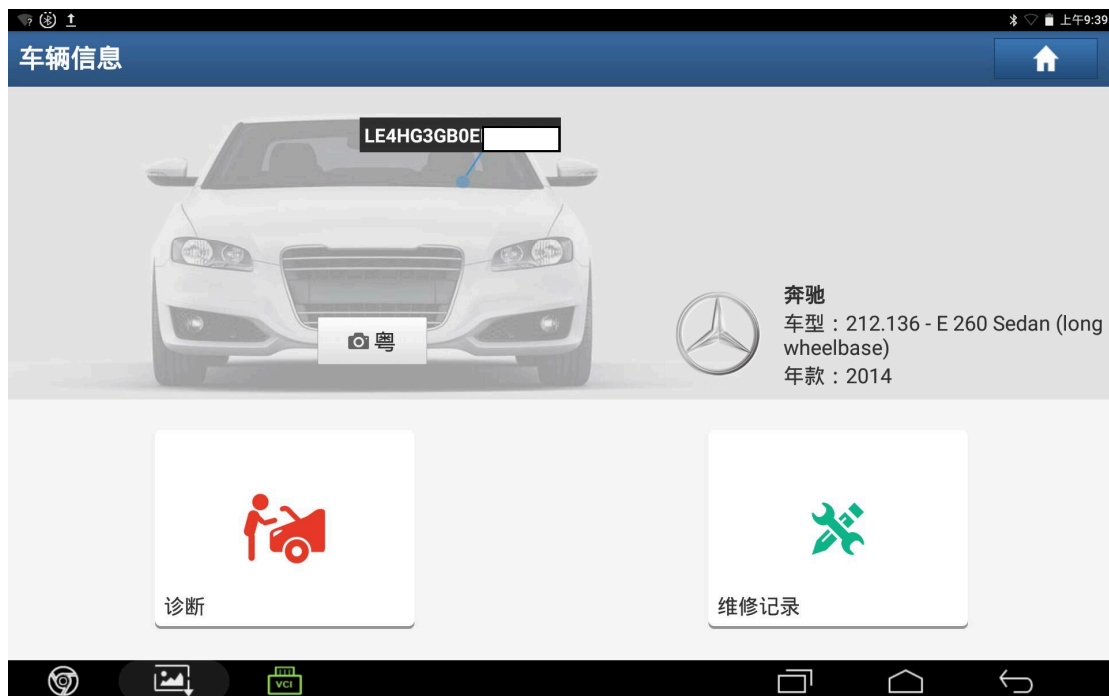 上午9:39
车辆信息
LE4HG3GB0E
粤
奔驰
车型：212.136 - E 260 Sedan (long
wheelbase)
年款：2014
诊断
维修记录
VCI